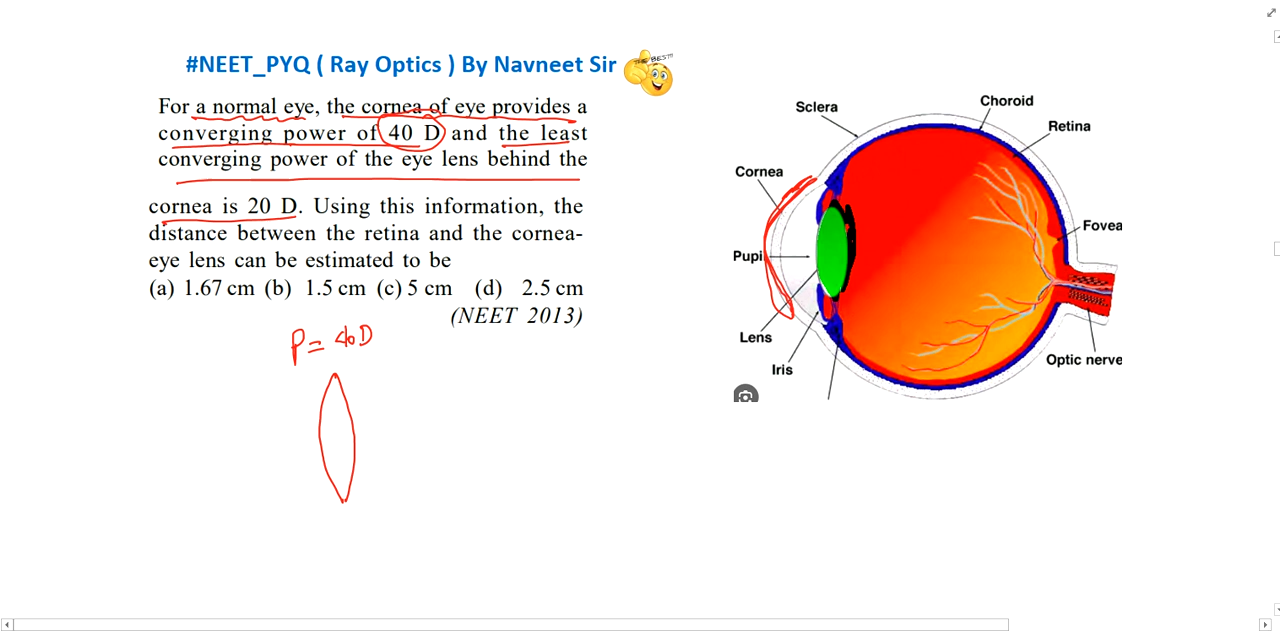 #NEET_PYQ ( Ray Optics ) By Navneet Sir
THE BEST!!!
For a normal eye, the cornea of eye provides a
converging power of 40 D and the least
converging power of the eye lens behind the
cornea is 20 D. Using this information, the
distance between the retina and the cornea-
eye lens can be estimated to be
(a) 1.67 cm (b) 1.5 cm (c) 5 cm (d) 2.5 cm
(NEET 2013)
P = 40D
Sclera
Choroid
Retina
Cornea
Fovea
Pupi
Lens
Iris
Optic nerve